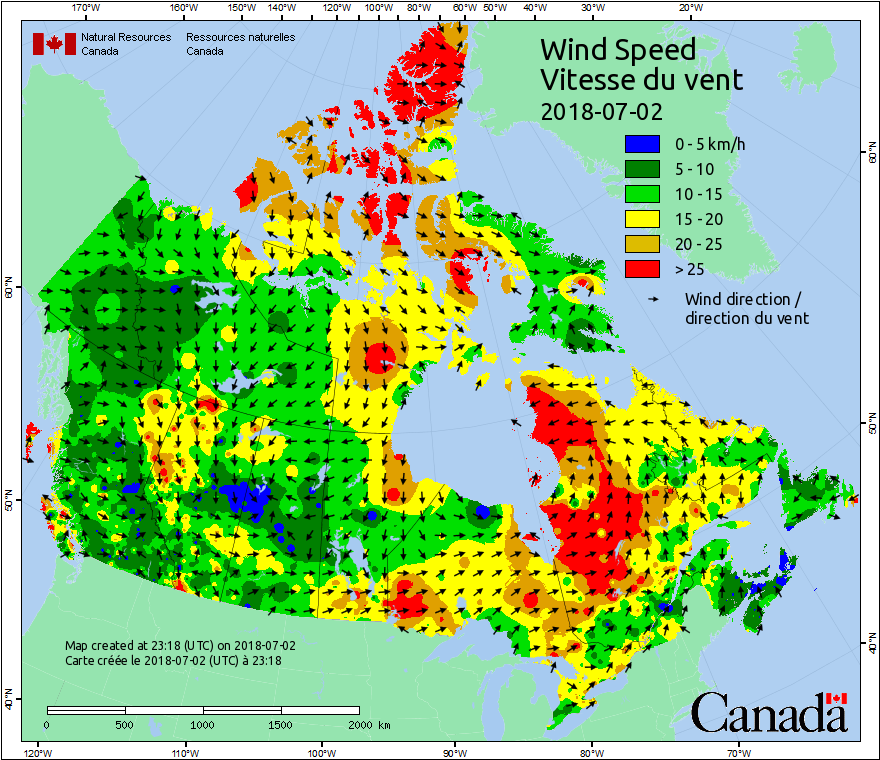 170°W 160°W 150°W 140°W 130°W 120°W 110°W 100°W 90°W 80°W 70°W 60°W 50°W 40°W 30°W 20°W
Natural Resources Ressources naturelles
Canada Canada
Wind Speed
Vitesse du vent
2018-07-02
0 - 5 km/h
5 - 10
10 - 15
15 - 20
20 - 25
> 25
Wind direction /
direction du vent
60°N
60°N
50°N
50°N
40°N
40°N
Map created at 23:18 (UTC) on 2018-07-02
Carte créée le 2018-07-02 (UTC) à 23:18
0 500 1000 1500 2000 km
Canada
120°W 110°W 100°W 90°W 80°W 70°W